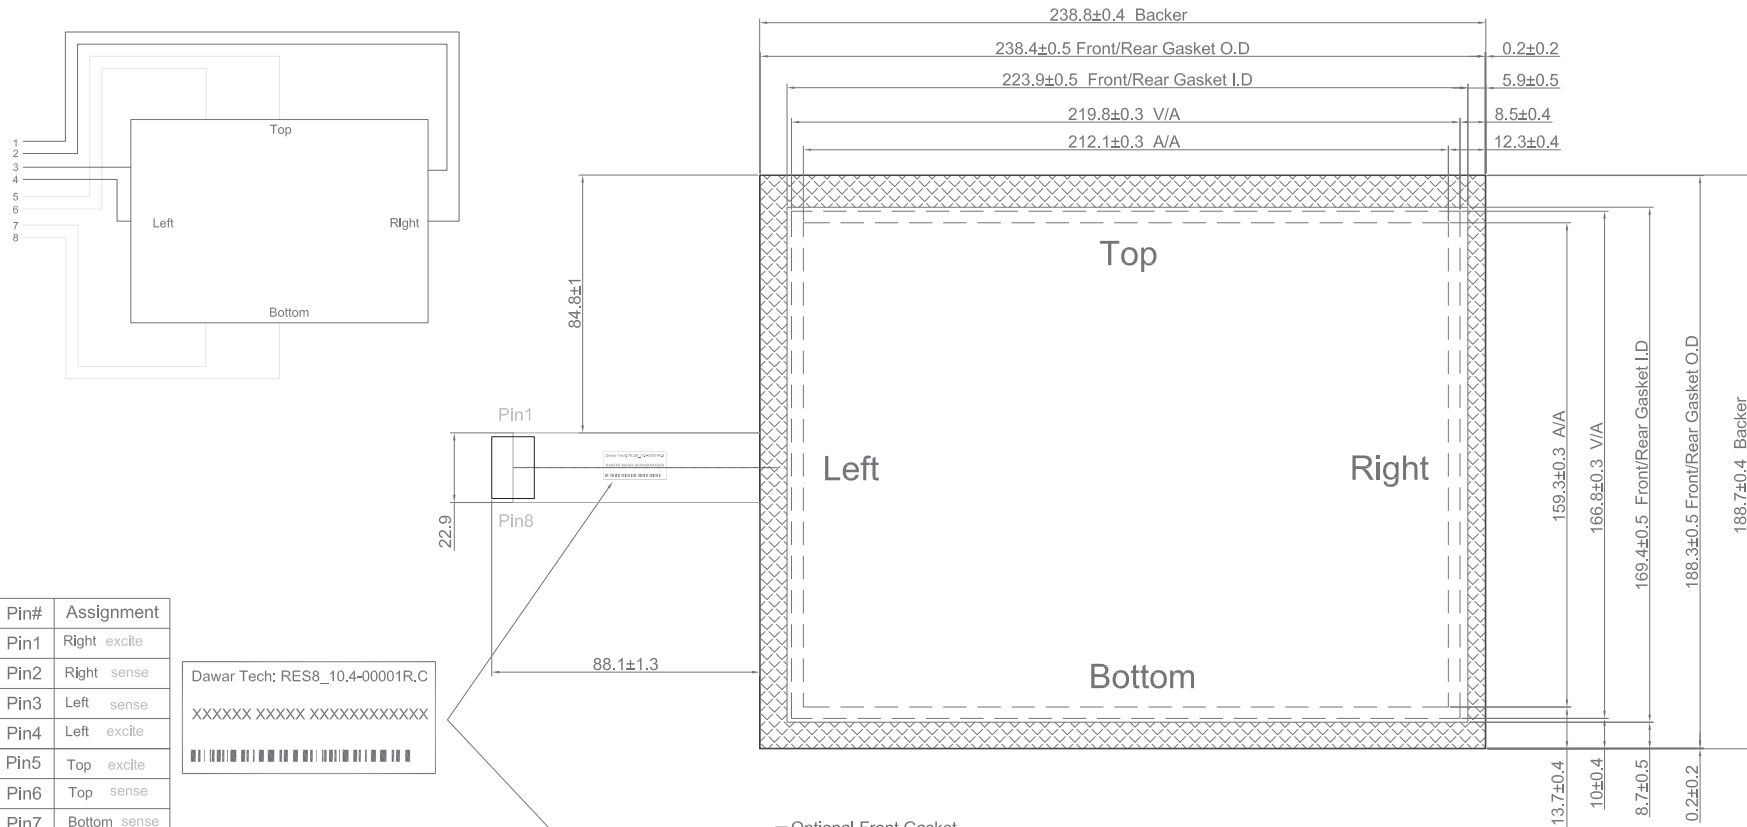 238.8±0.4 Backer
238.4±0.5 Front/Rear Gasket O.D
0.2±0.2
223.9±0.5 Front/Rear Gasket I.D
5.9±0.5
219.8±0.3 V/A
8.5±0.4
212.1±0.3 A/A
12.3±0.4
1
2
3
4
5
6
7
8
Top
Left
Right
Bottom
84.8±1
Top
Left
Right
Bottom
Pin1
Pin8
22.9
88.1±1.3
159.3±0.3 A/A
166.8±0.3 V/A
169.4±0.5 Front/Rear Gasket I.D
188.3±0.5 Front/Rear Gasket O.D
188.7±0.4 Backer
13.7±0.4
10±0.4
8.7±0.5
0.2±0.2
Pin# Assignment
Pin1 Right excite
Pin2 Right sense
Pin3 Left sense
Pin4 Left excite
Pin5 Top excite
Pin6 Top sense
Pin7 Bottom sense
Dawar Tech: RES8_10.4-00001R.C
XXXXXX XXXXX XXXXXXXXXXXX
Optional Front Gasket